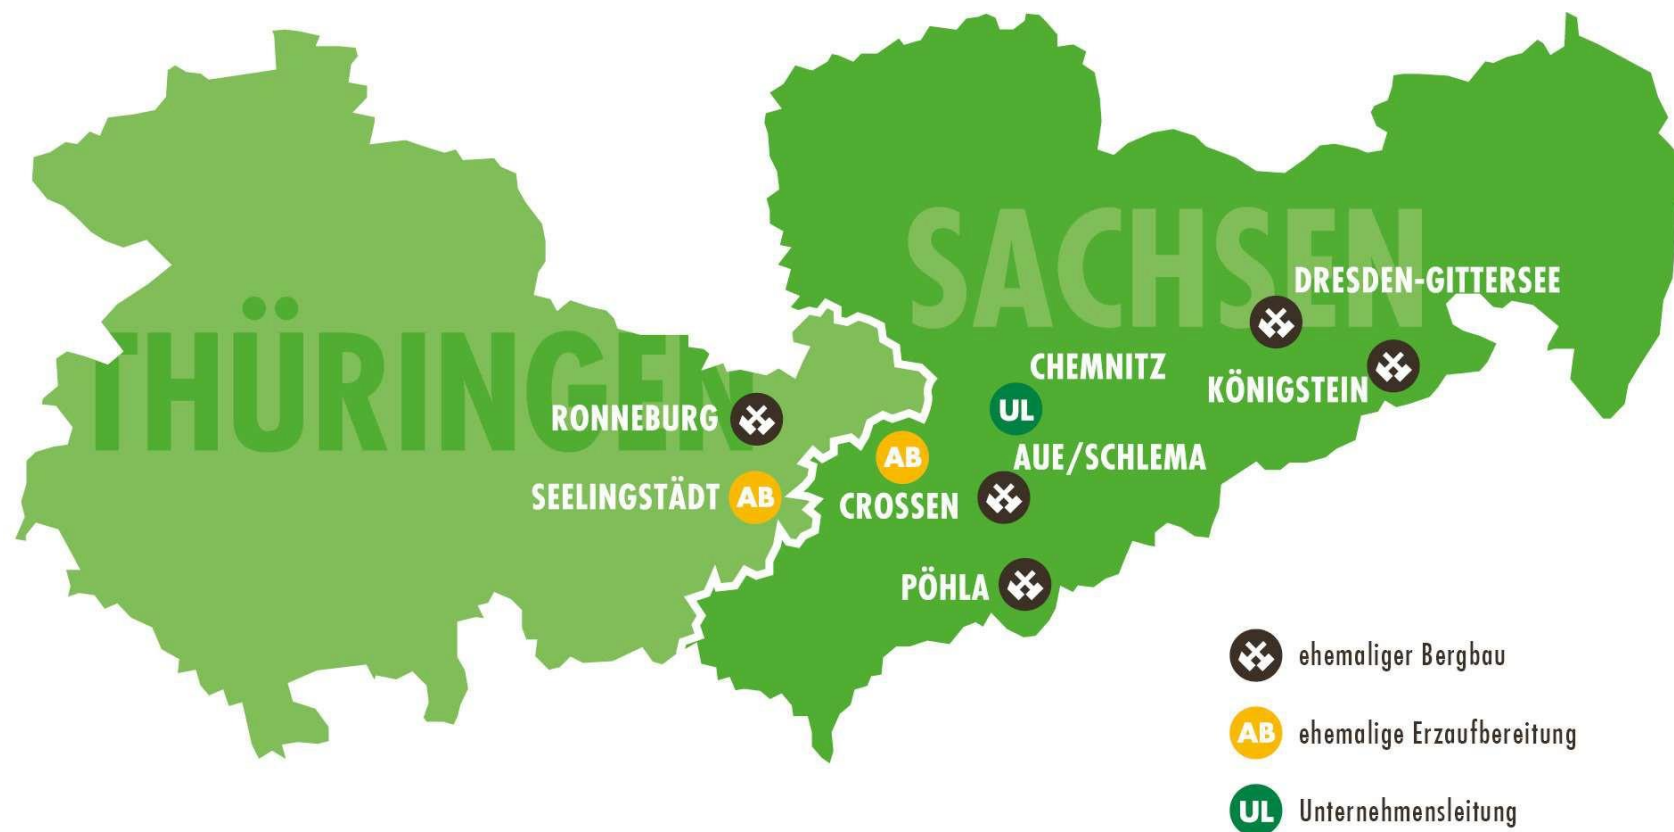 SACHSEN
THÜRINGEN
DRESDEN-GITTERSEE
CHEMNITZ
KÖNIGSTEIN
RONNEBURG
UL
AB
AUE/SCHLEMA
SEELINGSTÄDT
AB
CROSSEN
PÖHLA
ehemaliger Bergbau
AB ehemalige Erzaufbereitung
UL Unternehmensleitung